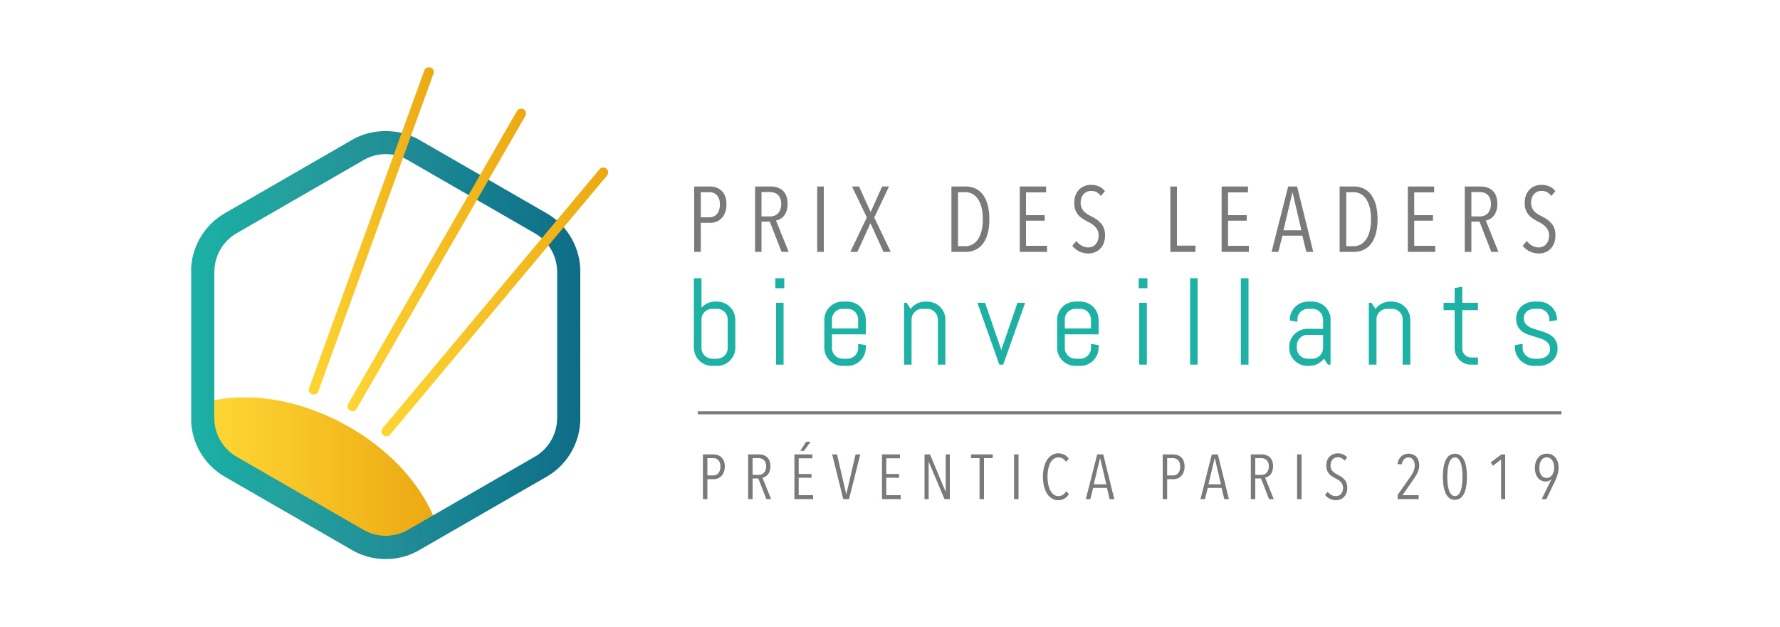 PRIX DES LEADERS
bienveillants
PRÉVENTICA PARIS 2019